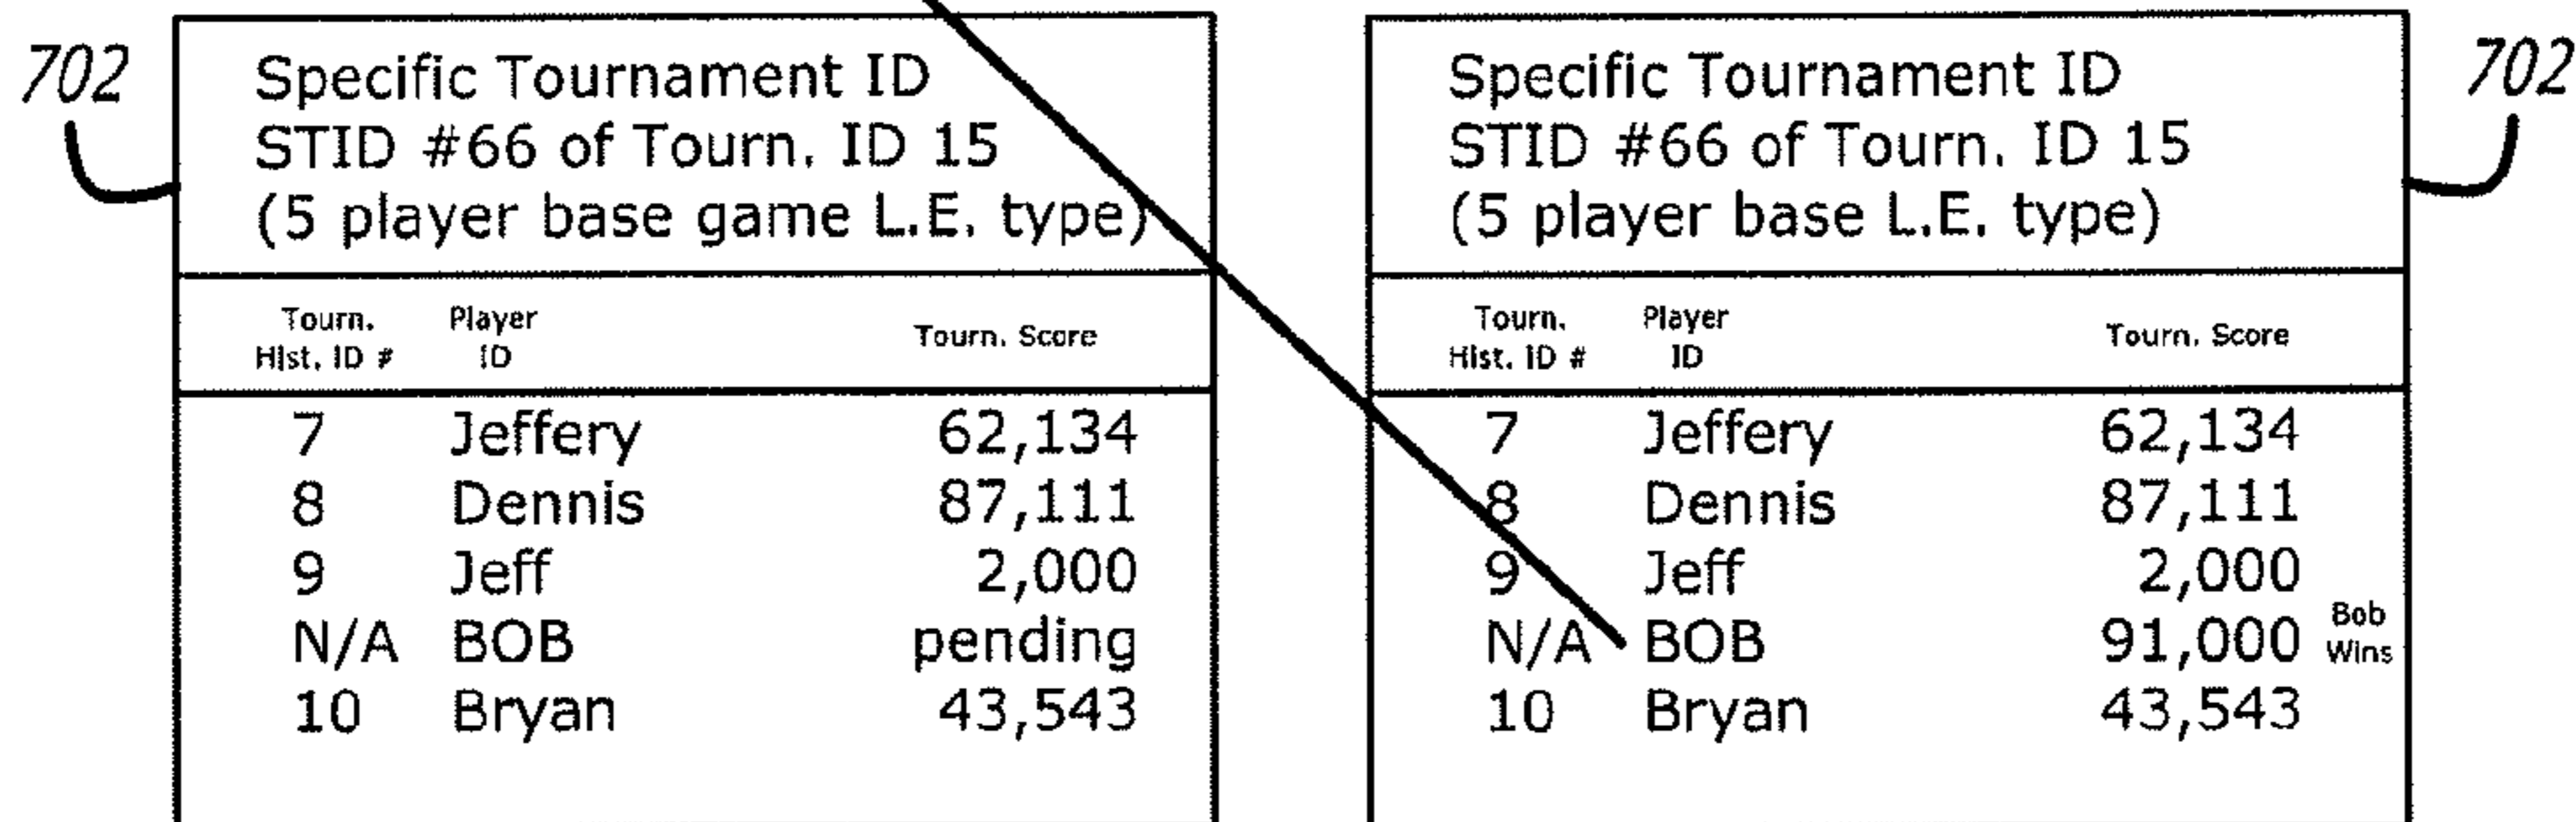 702
Specific Tournament ID
STID #66 of Tourn. ID 15
(5 player base game L.E. type)
Tourn. Hist. ID # Player ID Tourn. Score
7 Jeffery 62,134
8 Dennis 87,111
9 Jeff 2,000
N/A BOB pending
10 Bryan 43,543
702
Specific Tournament ID
STID #66 of Tourn. ID 15
(5 player base L.E. type)
Tourn. Hist. ID # Player ID Tourn. Score
7 Jeffery 62,134
8 Dennis 87,111
9 Jeff 2,000
N/A BOB 91,000 Bob Wins
10 Bryan 43,543